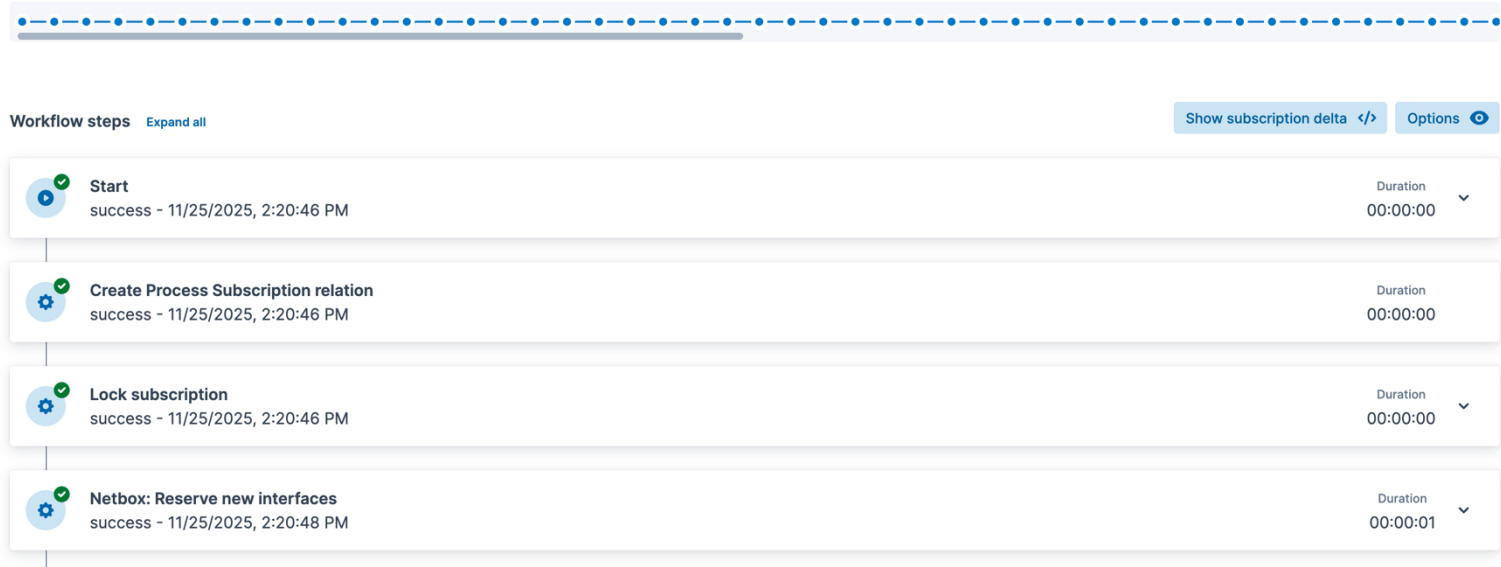 Workflow steps Expand all Show subscription delta </> Options
Start Duration
success - 11/25/2025, 2:20:46 PM 00:00:00
Create Process Subscription relation Duration
success - 11/25/2025, 2:20:46 PM 00:00:00
Lock subscription Duration
success - 11/25/2025, 2:20:46 PM 00:00:00
Netbox: Reserve new interfaces Duration
success - 11/25/2025, 2:20:48 PM 00:00:01